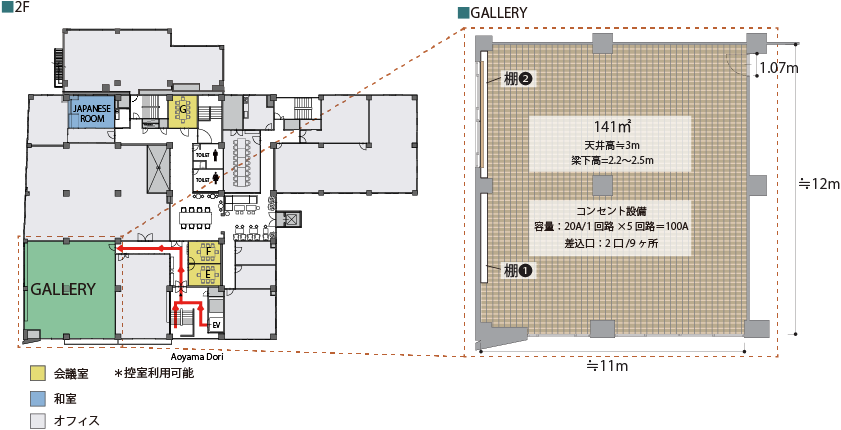 2F
GALLERY
JAPANESE
ROOM
G
TOILET
TOILET
F
E
GALLERY
EV
Aoyama Dori
会議室 *控室利用可能
和室
オフィス
1.07m
棚❷
141㎡
天井高≒3m
梁下高=2.2〜2.5m
≒12m
コンセント設備
容量：20A/1回路×5回路=100A
差込口：2口/9ヶ所
棚❶
≒11m